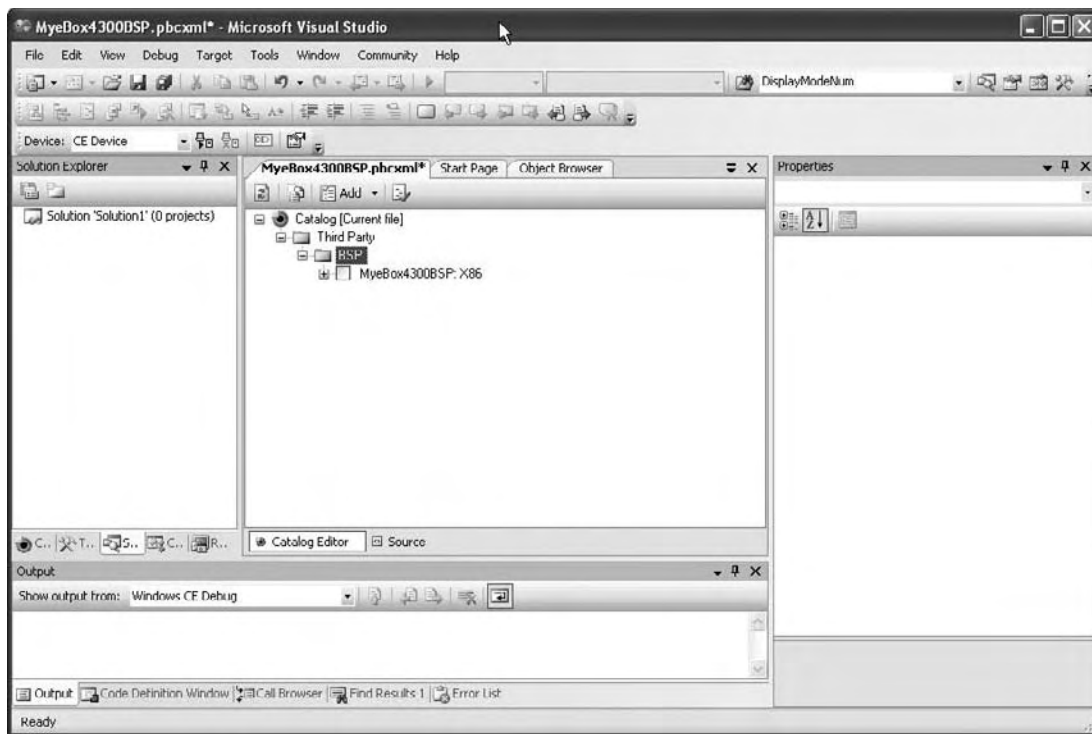 MyeBox4300BSP.pbcxml* - Microsoft Visual Studio
File Edit View Debug Target Tools Window Community Help
DisplayModeNum
Device: CE Device
Solution Explorer
Solution 'Solution1' (0 projects)
C.. T.. S.. C.. R..
MyeBox4300BSP.pbcxml* Start Page Object Browser
Add
Catalog [Current file]
Third Party
BSP
MyeBox4300BSP: X86
Catalog Editor Source
Properties
Output
Show output from: Windows CE Debug
Output Code Definition Window Call Browser Find Results 1 Error List
Ready